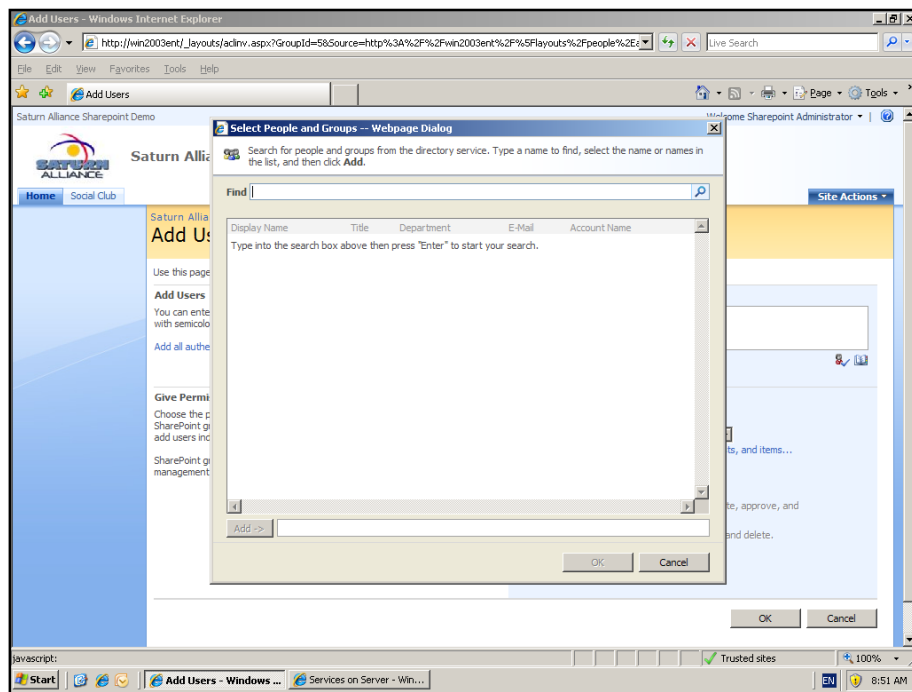 Add Users - Windows Internet Explorer
http://win2003ent/_layouts/aclinv.aspx?GroupId=5&Source=http%3A%2F%2Fwin2003ent%2F%5Flayouts%2Fpeople%2Ea
Live Search
File Edit View Favorites Tools Help
Add Users
Page Tools
Saturn Alliance Sharepoint Demo
Welcome Sharepoint Administrator
Select People and Groups -- Webpage Dialog
Search for people and groups from the directory service. Type a name to find, select the name or names in
the list, and then click Add.
SATURN
ALLIANCE
Saturn Allia
Home Social Club
Site Actions
Find
Saturn Allia
Add Us
Display Name Title Department E-Mail Account Name
Type into the search box above then press "Enter" to start your search.
Use this page
Add Users
You can ente
with semicolo
Add all authe
Give Permi
Choose the p
SharePoint gr
add users ind
ts, and items...
SharePoint gr
management
te, approve, and
Add ->
and delete.
OK Cancel
OK Cancel
javascript:
Trusted sites
100%
Start
Add Users - Windows ...
Services on Server - Win...
EN
8:51 AM